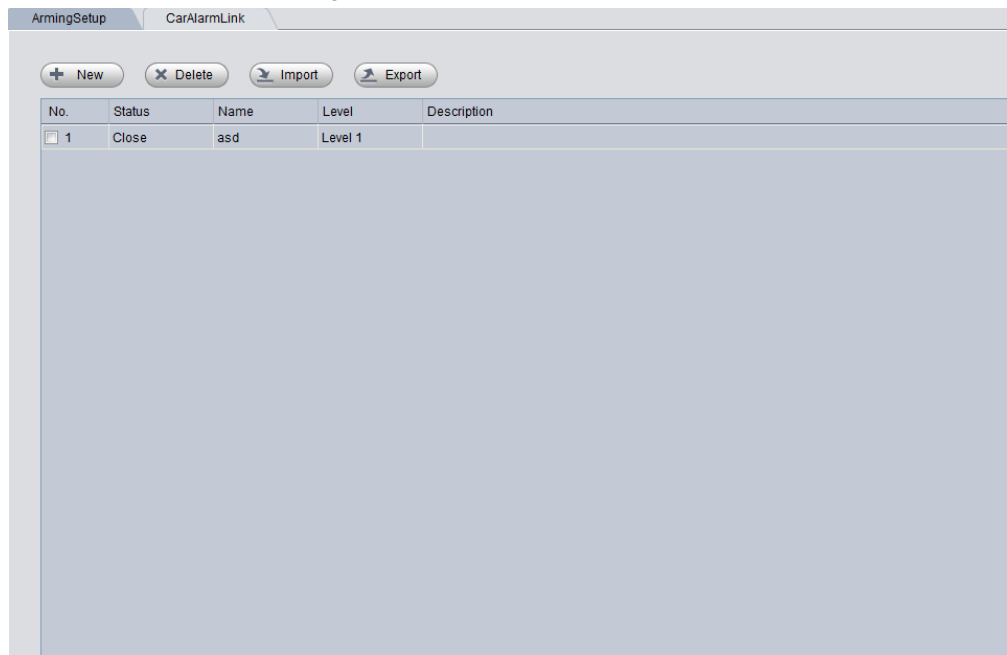 ArmingSetup CarAlarmLink
New Delete Import Export
No. Status Name Level Description
1 Close asd Level 1